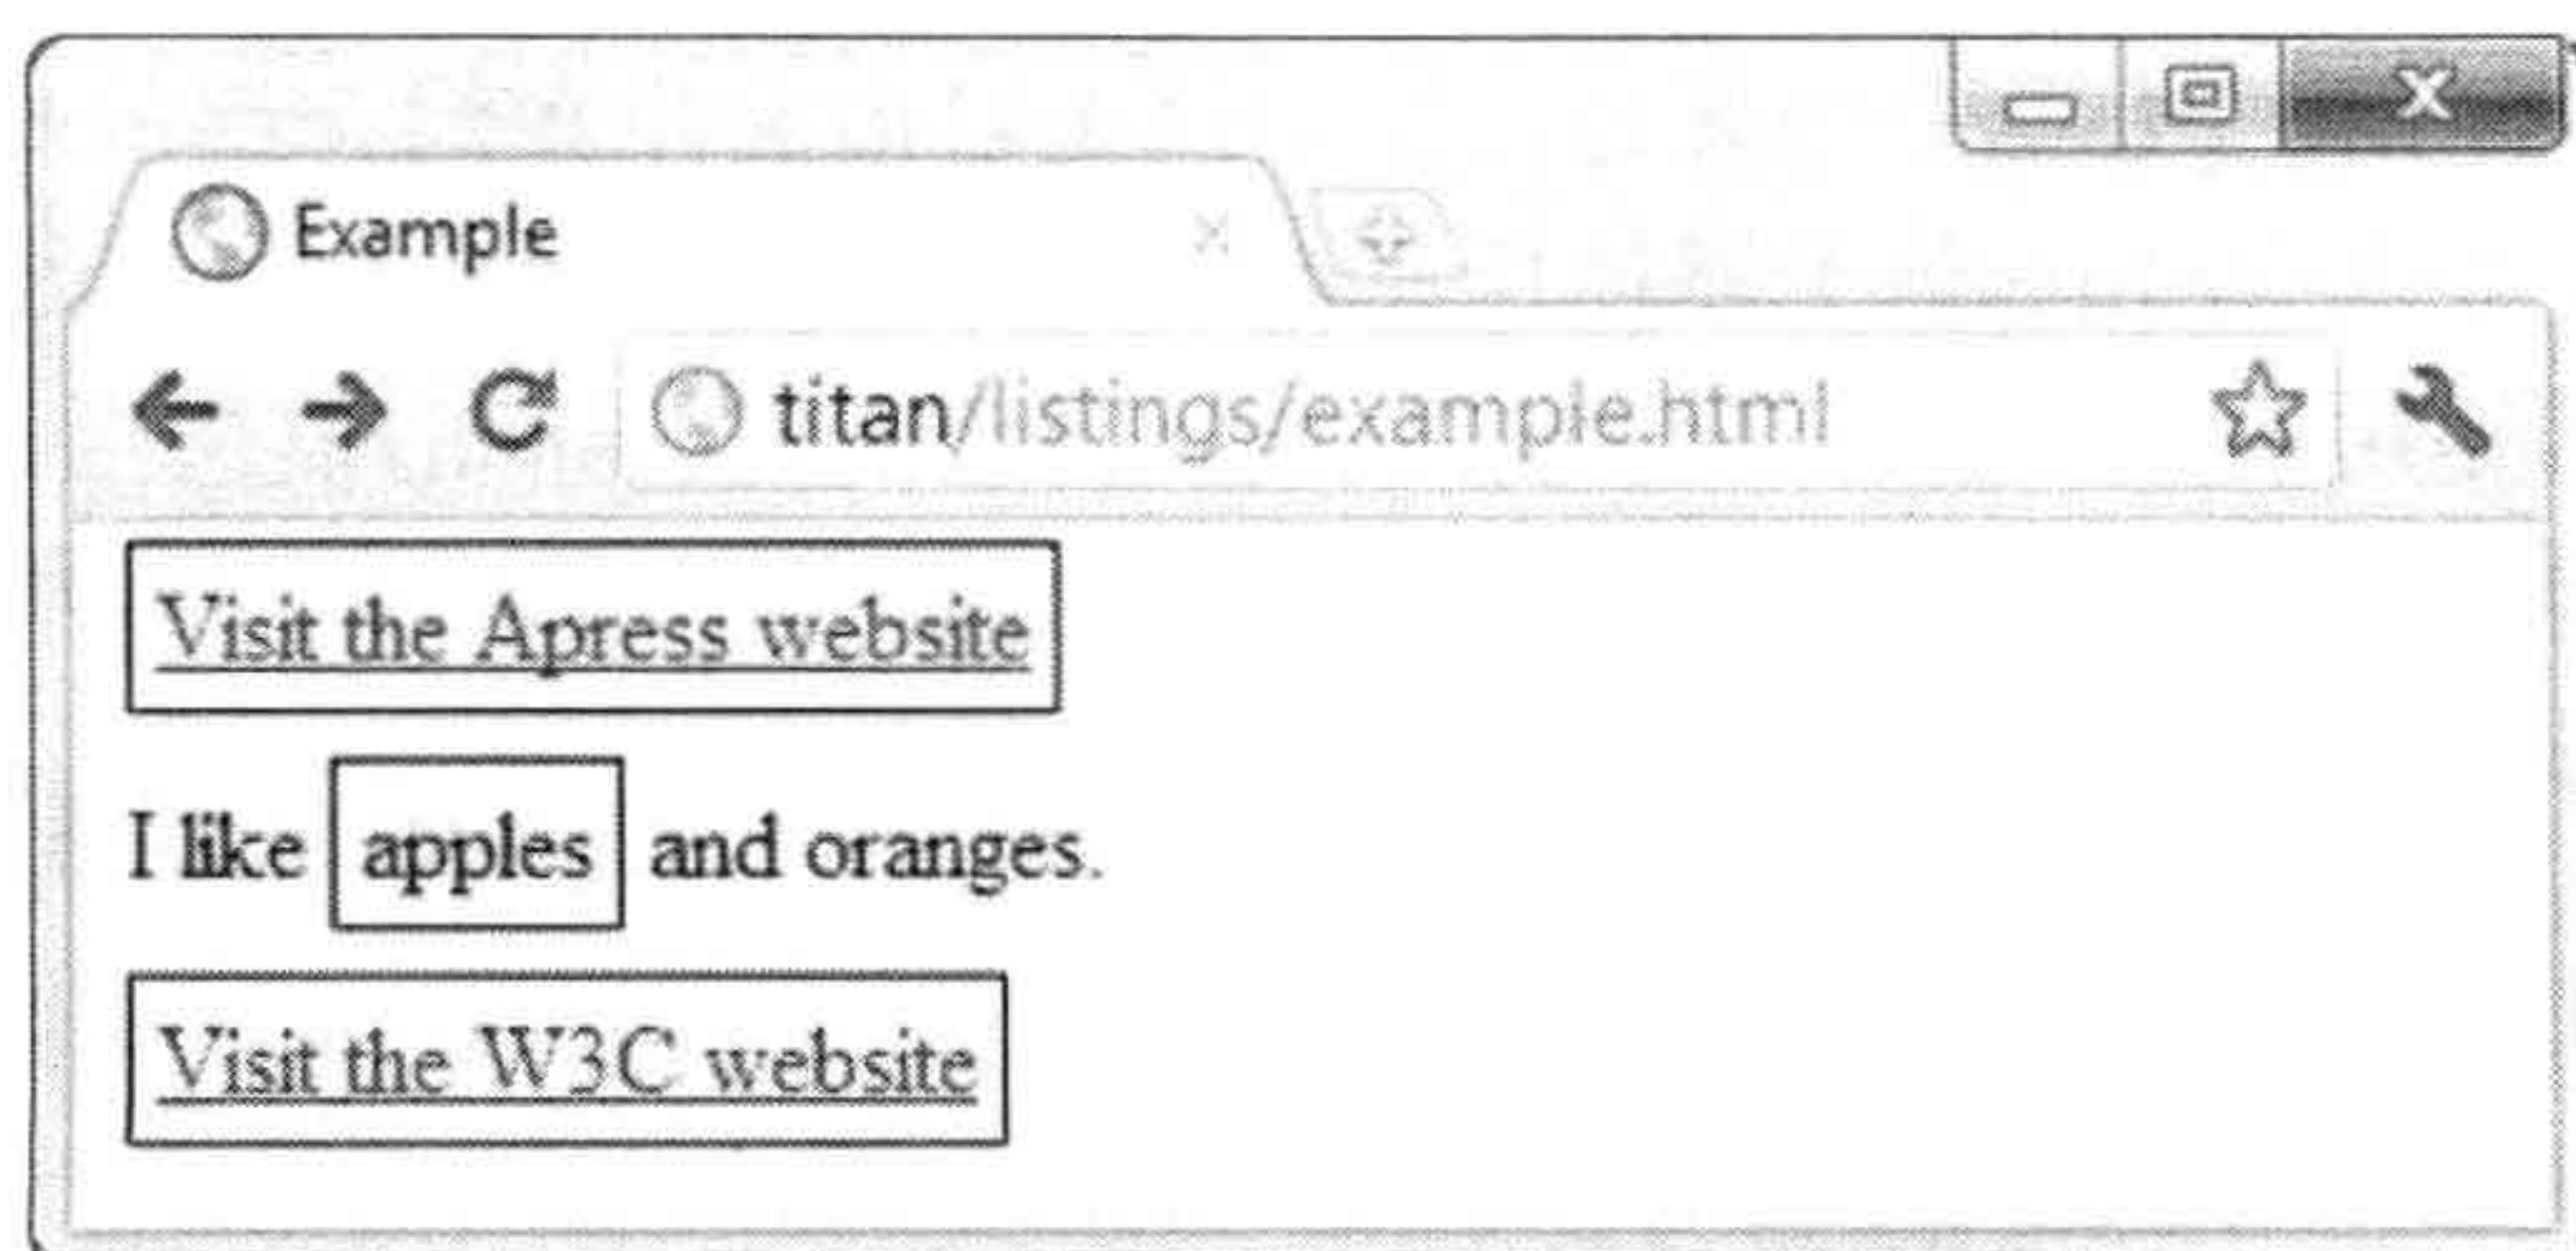 Example
titan/listings/example.html
Visit the Apress website
I like apples and oranges.
Visit the W3C website